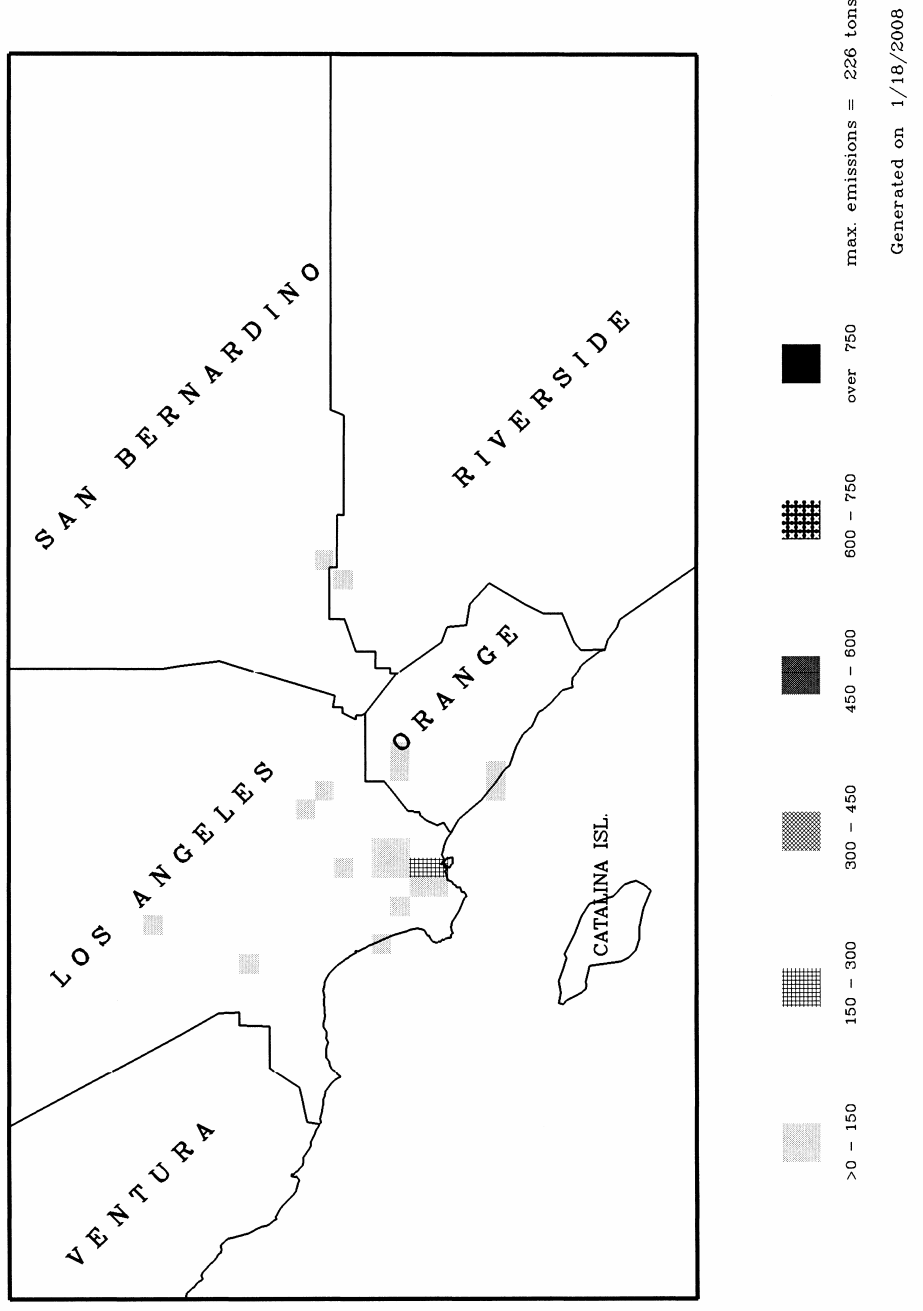 SAN BERNARDINO
LOS ANGELES
VENTURA
RIVERSIDE
ORANGE
CATALINA ISL.
>0 - 150
150 - 300
300 - 450
450 - 600
600 - 750
over 750
max. emissions = 226 tons
Generated on 1/18/2008